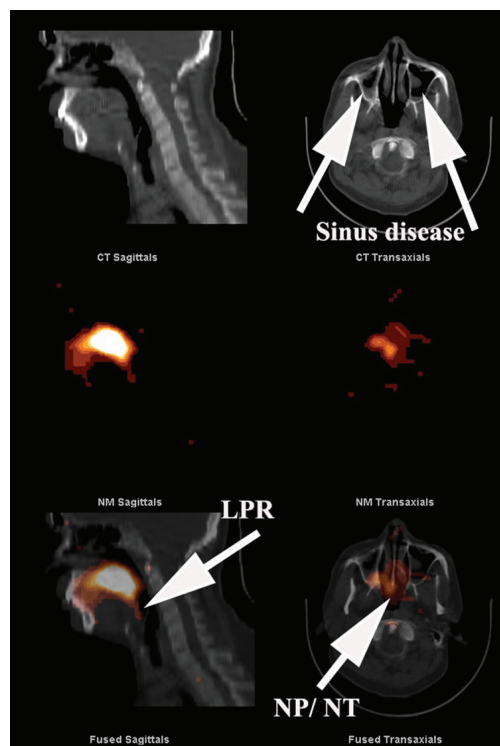 Sinus disease
CT Sagittals
CT Transaxials
NM Sagittals
NM Transaxials
LPR
NP/ NT
Fused Sagittals
Fused Transaxials